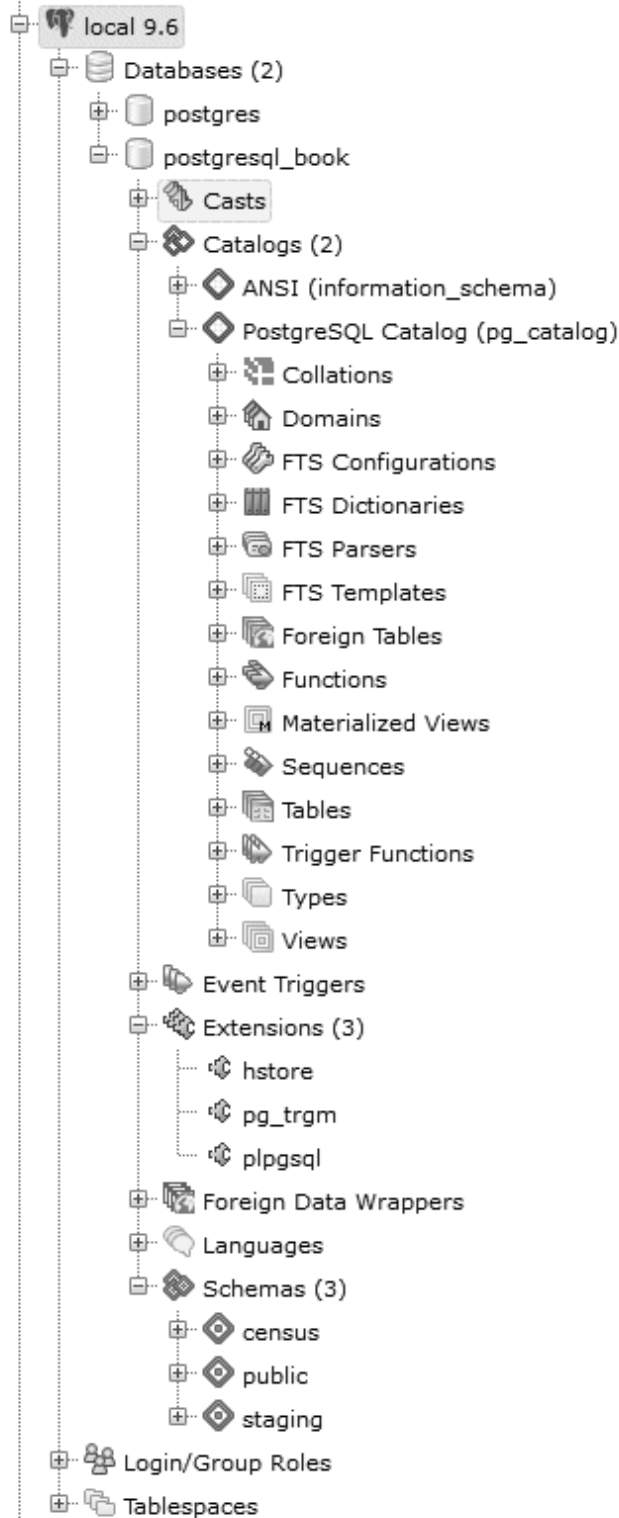 local 9.6
Databases (2)
postgres
postgresql_book
Casts
Catalogs (2)
ANSI (information_schema)
PostgreSQL Catalog (pg_catalog)
Collations
Domains
FTS Configurations
FTS Dictionaries
FTS Parsers
FTS Templates
Foreign Tables
Functions
Materialized Views
Sequences
Tables
Trigger Functions
Types
Views
Event Triggers
Extensions (3)
hstore
pg_trgm
plpgsql
Foreign Data Wrappers
Languages
Schemas (3)
census
public
staging
Login/Group Roles
Tablespaces